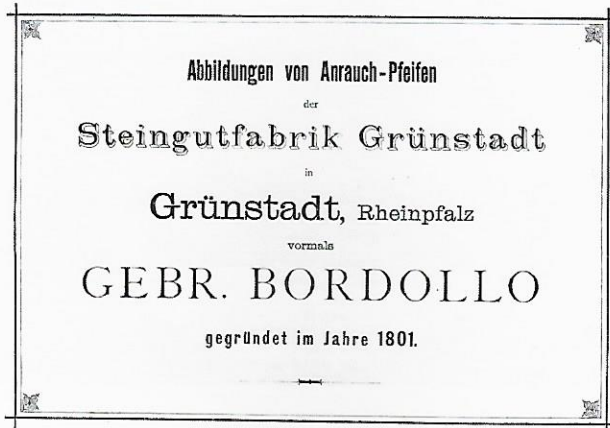 Abbildungen von Anrauch-Pfeifen
der
Steingutfabrik Grünstadt
in
Grünstadt, Rheinpfalz
vormals
GEBR. BORDOLLO
gegründet im Jahre 1801.